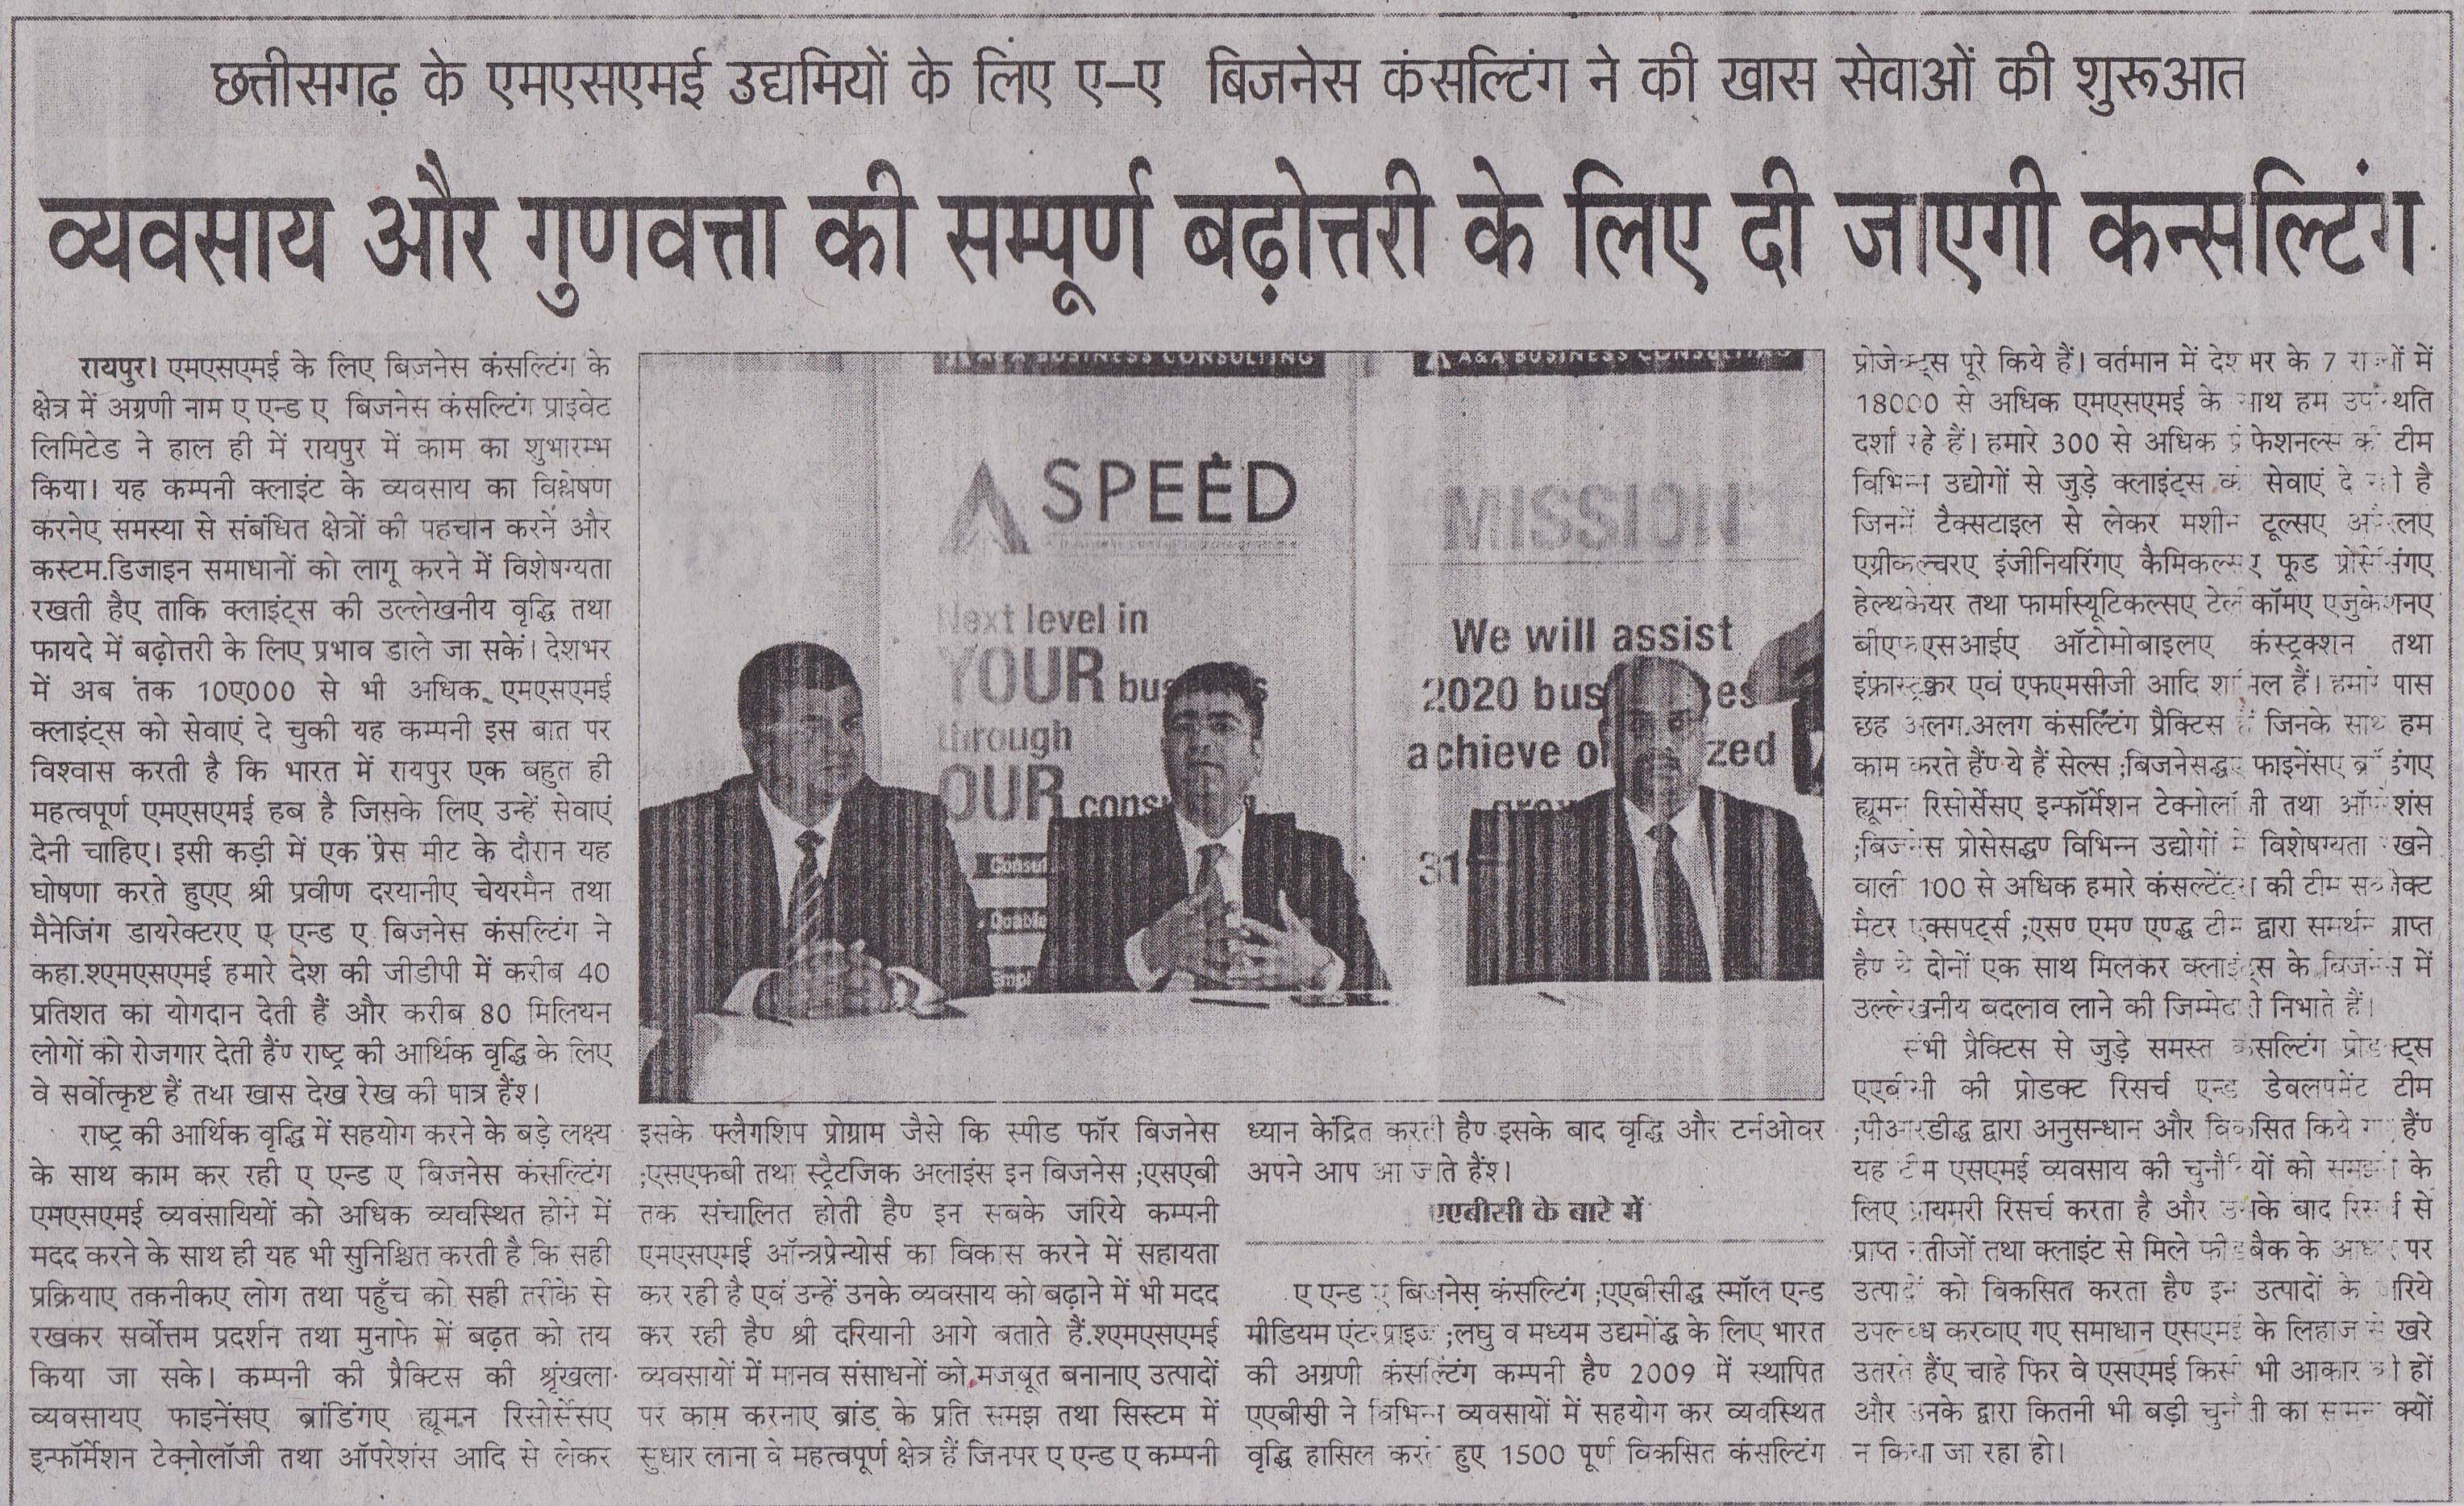 छत्तीसगढ़ के एमएसएमई उद्यमियों के लिए ए-ए बिजनेस कंसल्टिंग ने की खास सेवाओं की शुरूआत
व्यवसाय और गुणवत्ता की सम्पूर्ण बढ़ोत्तरी के लिए दी जाएगी कन्सल्टिंग
रायपुर। एमएसएमई के लिए बिजनेस कंसल्टिंग के
क्षेत्र में अग्रणी नाम ए एन्ड ए बिजनेस कंसल्टिंग प्राइवेट
लिमिटेड ने हाल ही में रायपुर में काम का शुभारम्भ
किया। यह कम्पनी क्लाइंट के व्यवसाय का विश्लेषण
करनेए समस्या से संबंधित क्षेत्रों की पहचान करने और
कस्टम.डिजाइन समाधानों को लागू करने में विशेषग्यता
रखती हैए ताकि क्लाइंट्स की उल्लेखनीय वृद्धि तथा
फायदे में बढ़ोत्तरी के लिए प्रभाव डाले जा सकें। देशभर
में अब तक 10ए000 से भी अधिक एमएसएमई
क्लाइंट्स को सेवाएं दे चुकी यह कम्पनी इस बात पर
विश्वास करती है कि भारत में रायपुर एक बहुत ही
महत्वपूर्ण एमएसएमई हब है जिसके लिए उन्हें सेवाएं
देनी चाहिए। इसी कड़ी में एक प्रेस मीट के दौरान यह
घोषणा करते हुएए श्री प्रवीण दरयानीए चेयरमैन तथा
मैनेजिंग डायरेक्टरए ए एन्ड ए बिजनेस कंसल्टिंग ने
कहा.श्एमएसएमई हमारे देश की जीडीपी में करीब 40
प्रतिशत का योगदान देती हैं और करीब 80 मिलियन
लोगों को रोजगार देती हैंण राष्ट्र की आर्थिक वृद्धि के लिए
वे सर्वोत्कृष्ट हैं तथा खास देख रेख की पात्र हैंश।
राष्ट्र की आर्थिक वृद्धि में सहयोग करने के बड़े लक्ष्य
के साथ काम कर रही ए एन्ड ए बिजनेस कंसल्टिंग
एमएसएमई व्यवसायियों को अधिक व्यवस्थित होने में
मदद करने के साथ ही यह भी सुनिश्चित करती है कि सही
प्रक्रियाए तकनीकए लोग तथा पहुँच को सही तरीके से
रखकर सर्वोत्तम प्रदर्शन तथा मुनाफे में बढ़त को तय
किया जा सके। कम्पनी की प्रैक्टिस की श्रृंखला
व्यवसायए फाइनेंसए ब्रांडिंगए ह्यूमन रिसोर्सेसए
इन्फॉर्मेशन टेक्नोलॉजी तथा ऑपरेशंस आदि से लेकर
A&A BUSINESS CONSULTING
A&A BUSINESS CONSULTING
SPEED
MISSION
Next level in
YOUR
through
OUR
We will assist
2020
achieve
31
इसके फ्लैगशिप प्रोग्राम जैसे कि स्पीड फॉर बिजनेस
;एसएफबी तथा स्ट्रैटजिक अलाइंस इन बिजनेस ;एसएबी
तक संचालित होती हैण इन सबके जरिये कम्पनी
एमएसएमई ऑन्त्रप्रेन्योर्स का विकास करने में सहायता
कर रही है एवं उन्हें उनके व्यवसाय को बढ़ाने में भी मदद
कर रही हैण श्री दरियानी आगे बताते हैं.श्एमएसएमई
व्यवसायों में मानव संसाधनों को मजबूत बनानाए उत्पादों
पर काम करनाए ब्रांड के प्रति समझ तथा सिस्टम में
सुधार लाना वे महत्वपूर्ण क्षेत्र हैं जिनपर ए एन्ड ए कम्पनी
ध्यान केंद्रित करती हैण इसके बाद वृद्धि और टर्नओवर
अपने आप आ जाते हैंश।
एएबीसी के बारे में
ए एन्ड ए बिजनेस कंसल्टिंग ;एएबीसीद्ध स्मॉल एन्ड
मीडियम एंटरप्राइज ;लघु व मध्यम उद्यमोंद्ध के लिए भारत
की अग्रणी कंसल्टिंग कम्पनी हैण 2009 में स्थापित
एएबीसी ने विभिन्न व्यवसायों में सहयोग कर व्यवस्थित
वृद्धि हासिल करते हुए 1500 पूर्ण विकसित कंसल्टिंग
प्रोजेक्ट्स पूरे किये हैं। वर्तमान में देश भर के 7 राज्यों में
18000 से अधिक एमएसएमई के साथ हम उपस्थिति
दर्शा रहे हैं। हमारे 300 से अधिक प्रोफेशनल्स की टीम
विभिन्न उद्योगों से जुड़े क्लाइंट्स को सेवाएं दे रही है
जिनमें टैक्सटाइल से लेकर मशीन टूल्सए
एग्रीकल्चरए इंजीनियरिंगए कैमिकल्सए फूड प्रोसेसिंगए
हेल्थकेयर तथा फार्मास्यूटिकल्सए टेलीकॉमए एजुकेशनए
बीएफएसआईए ऑटोमोबाइलए कंस्ट्रक्शन तथा
इंफ्रास्ट्रक्चर एवं एफएमसीजी आदि शामिल हैं। हमारे पास
छह अलग.अलग कंसल्टिंग प्रैक्टिस हैं जिनके साथ हम
काम करते हैंण ये हैं सेल्स ;बिजनेसद्धए फाइनेंसए ब्रांडिंगए
ह्यूमन रिसोर्सेसए इन्फॉर्मेशन टेक्नोलॉजी तथा ऑपरेशंस
;बिजनेस प्रोसेसद्धण विभिन्न उद्योगों में विशेषग्यता रखने
वाली 100 से अधिक हमारे कंसल्टेंट्स की टीम सब्जेक्ट
मैटर एक्सपर्ट्स ;एसण एमण एण्द्ध टीम द्वारा समर्थन प्राप्त
हैण ये दोनों एक साथ मिलकर क्लाइंट्स के बिजनेस में
उल्लेखनीय बदलाव लाने की जिम्मेदारी निभाते हैं।
सभी प्रैक्टिस से जुड़े समस्त कंसल्टिंग प्रोडक्ट्स
एएबीसी की प्रोडक्ट रिसर्च एन्ड डेवलपमेंट टीम
;पीआरडीद्ध द्वारा अनुसन्धान और विकसित किये गए हैंण
यह टीम एसएमई व्यवसाय की चुनौतियों को समझने के
लिए प्रायमरी रिसर्च करता है और उनके बाद रिसर्च से
प्राप्त नतीजों तथा क्लाइंट से मिले फीडबैक के आधार पर
उत्पादों को विकसित करता हैण इन उत्पादों के जरिये
उपलब्ध करवाए गए समाधान एसएमई के लिहाज से खरे
उतरते हैंए चाहे फिर वे एसएमई किसी भी आकार की हों
और उनके द्वारा कितनी भी बड़ी चुनौती का सामना क्यों
न किया जा रहा हो।